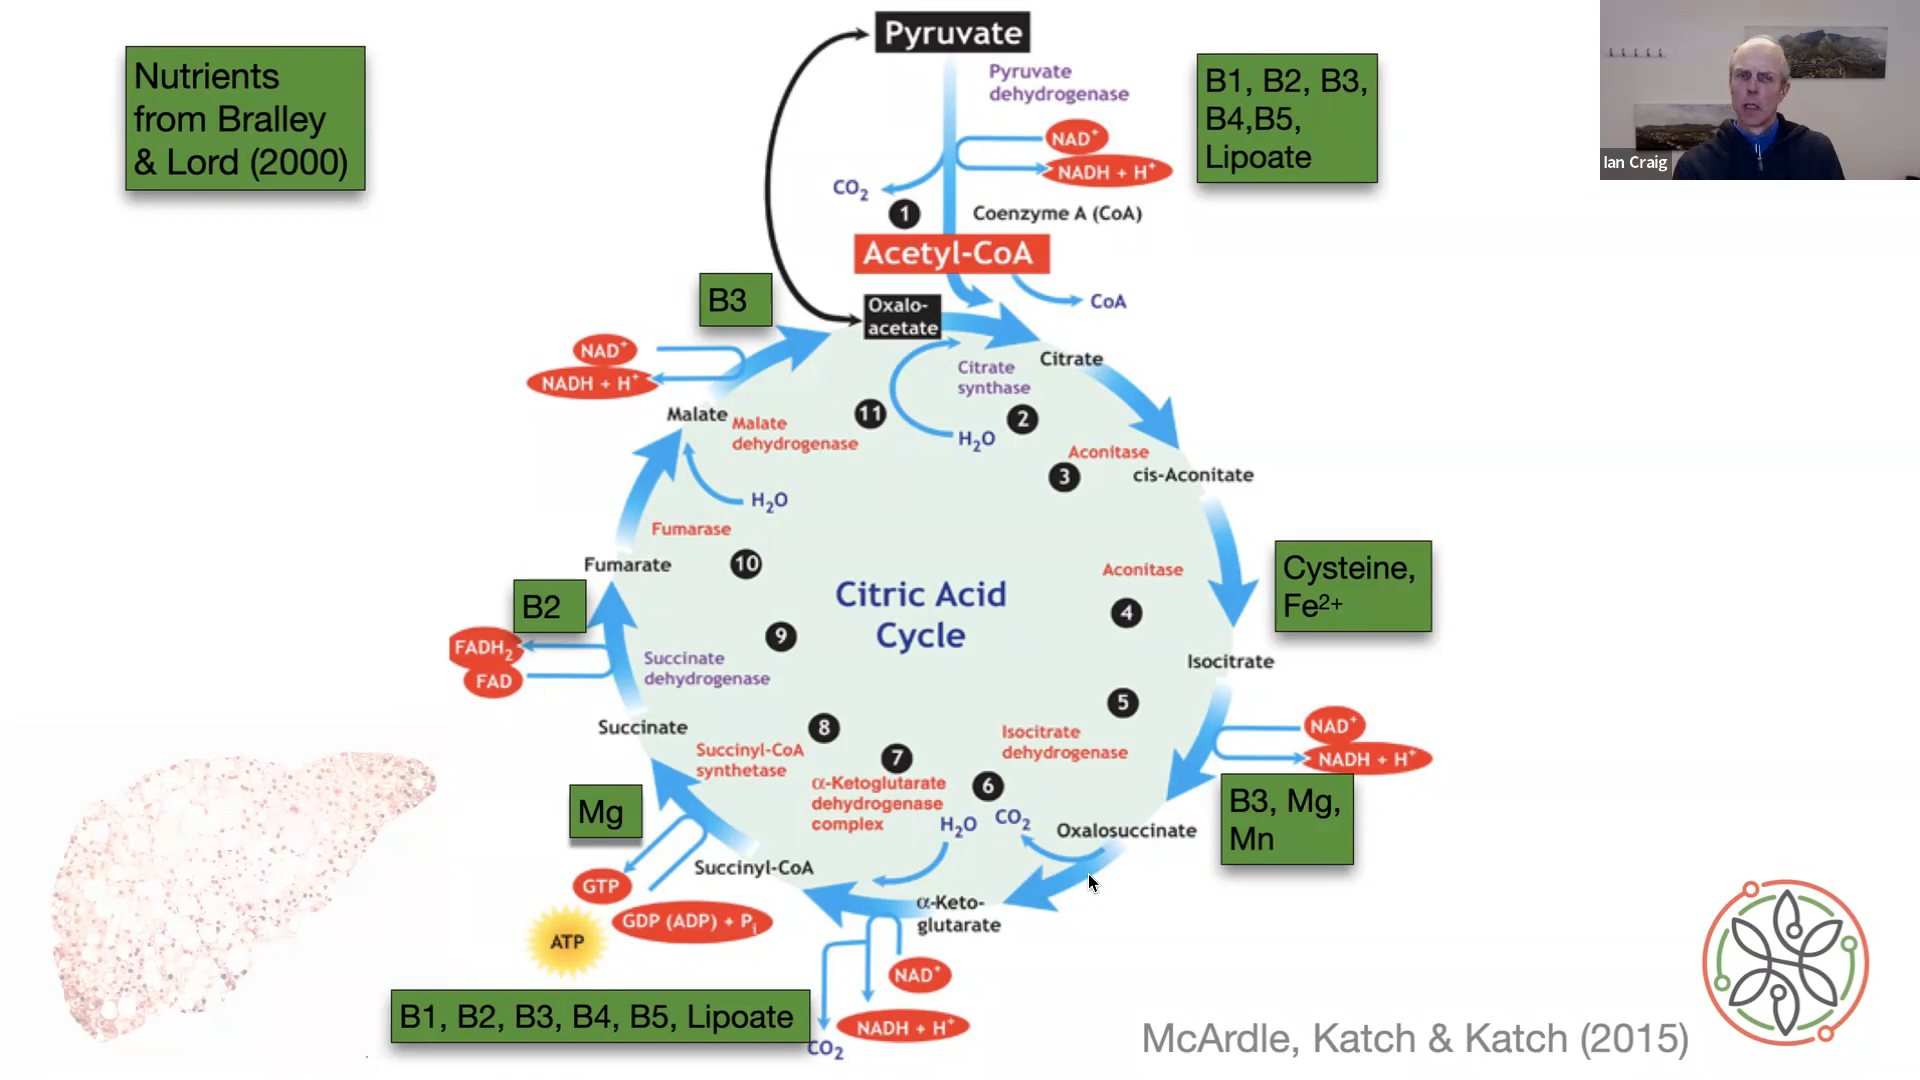 Nutrients
from Bralley
& Lord (2000)
Pyruvate
Pyruvate
dehydrogenase
B1, B2, B3,
B4,B5,
Lipoate
Ian Craig
NAD⁺
NADH + H⁺
CO₂
1
Coenzyme A (CoA)
Acetyl-CoA
CoA
B3
Oxalo-
acetate
NAD⁺
NADH + H⁺
Citrate
Citrate
synthase
2
H₂O
11
Malate
Malate
dehydrogenase
Aconitase
3
cis-Aconitate
H₂O
Fumarase
10
Fumarate
Citric Acid
Cycle
Aconitase
4
Cysteine,
Fe²⁺
B2
9
FADH₂
FAD
Succinate
dehydrogenase
Isocitrate
5
NAD⁺
NADH + H⁺
Isocitrate
dehydrogenase
Succinate
8
Succinyl-CoA
synthetase
7
α-Ketoglutarate
dehydrogenase
complex
6
H₂O
CO₂
Oxalosuccinate
B3, Mg,
Mn
Mg
Succinyl-CoA
GTP
GDP (ADP) + Pᵢ
ATP
α-Keto-
glutarate
NAD⁺
NADH + H⁺
CO₂
B1, B2, B3, B4, B5, Lipoate
McArdle, Katch & Katch (2015)